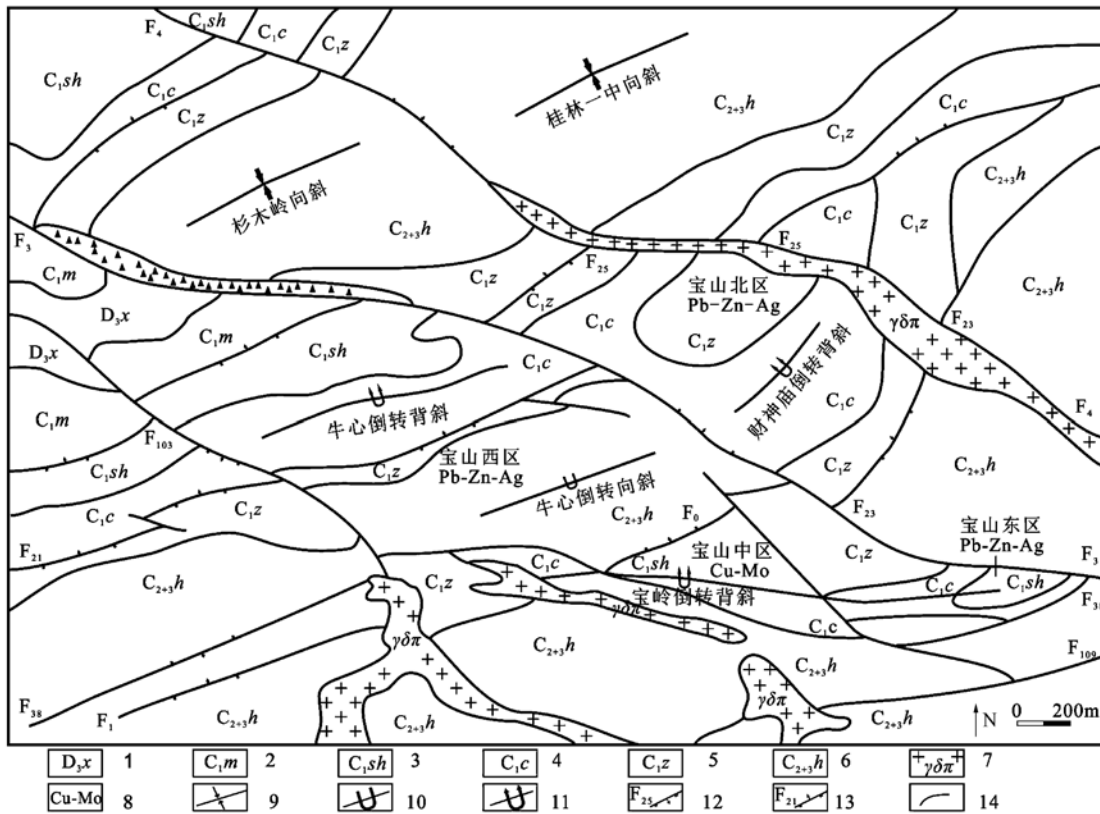 F₄
C₁sh
C₁c
C₁z
C₁sh
C₁c
C₁z
桂林一中向斜
C₂₊₃h
C₁c
C₁z
C₂₊₃h
杉木岭向斜
C₂₊₃h
C₁c
C₁z
F₃
C₁m
F₂₅
F₂₅
C₁z
C₁z
宝山北区
Pb-Zn-Ag
C₂₊₃h
D₃x
C₁c
F₂₃
γδπ
D₃x
C₁m
C₁sh
C₁z
C₁c
财神庙倒转背斜
C₁c
F₄
C₁m
牛心倒转背斜
F₁₀₃
宝山西区
Pb-Zn-Ag
C₁z
C₁sh
C₁z
C₂₊₃h
牛心倒转向斜
C₁c
C₁z
C₂₊₃h
F₀
F₂₃
宝山东区
Pb-Zn-Ag
F₂₁
宝山中区
Cu-Mo
C₁z
F₃
C₂₊₃h
C₁z
C₁c
C₁sh
C₁c
C₁sh
宝岭倒转背斜
γδπ
C₁c
γδπ
C₂₊₃h
C₂₊₃h
F₁₀₉
γδπ
F₃₈
F₁
C₂₊₃h
C₂₊₃h
C₂₊₃h
N
0 200m
D₃x 1 C₁m 2 C₁sh 3 C₁c 4 C₁z 5 C₂₊₃h 6 γδπ 7
Cu-Mo 8 9 10 11 F₂₅ 12 F₂₁ 13 14